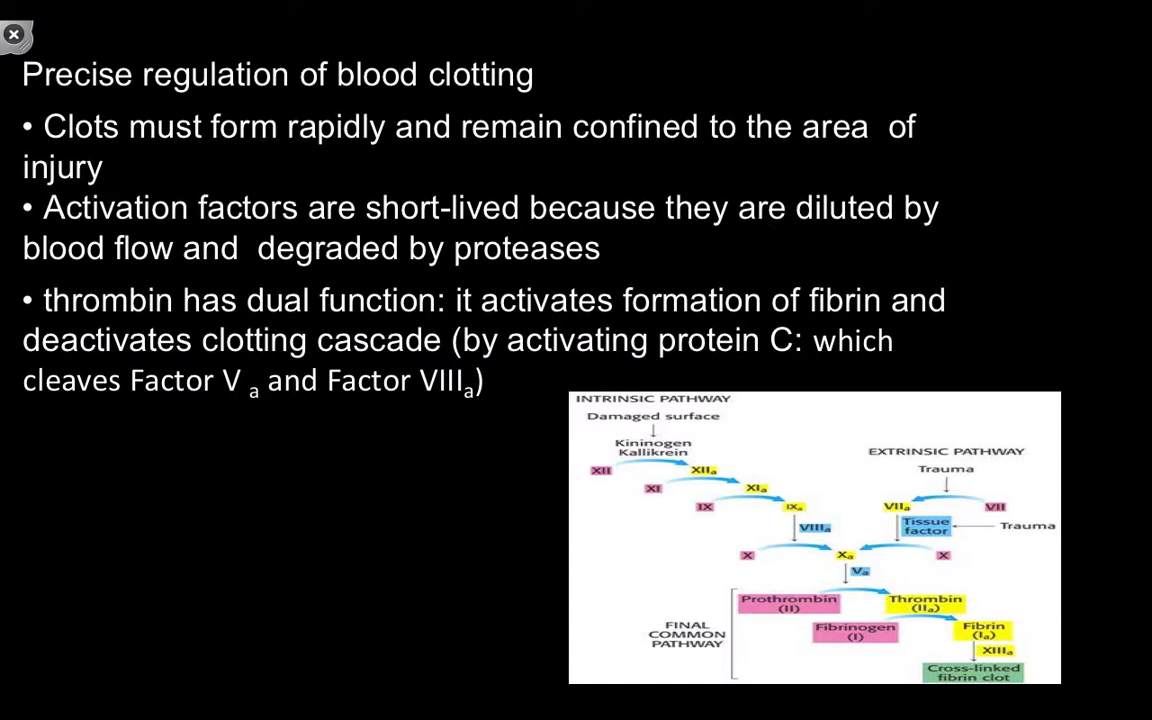 Precise regulation of blood clotting
• Clots must form rapidly and remain confined to the area of
injury
• Activation factors are short-lived because they are diluted by
blood flow and degraded by proteases
• thrombin has dual function: it activates formation of fibrin and
deactivates clotting cascade (by activating protein C: which
cleaves Factor V a and Factor VIIIa)
INTRINSIC PATHWAY
Damaged surface
Kininogen
Kallikrein
XII
XIIa
XI
XIa
IX
IXa
VIIIa
X
Xa
Va
EXTRINSIC PATHWAY
Trauma
VIIa
VII
Tissue
factor
Trauma
X
FINAL
COMMON
PATHWAY
Prothrombin
(II)
Thrombin
(IIa)
Fibrinogen
(I)
Fibrin
(Ia)
XIIIa
Cross-linked
fibrin clot